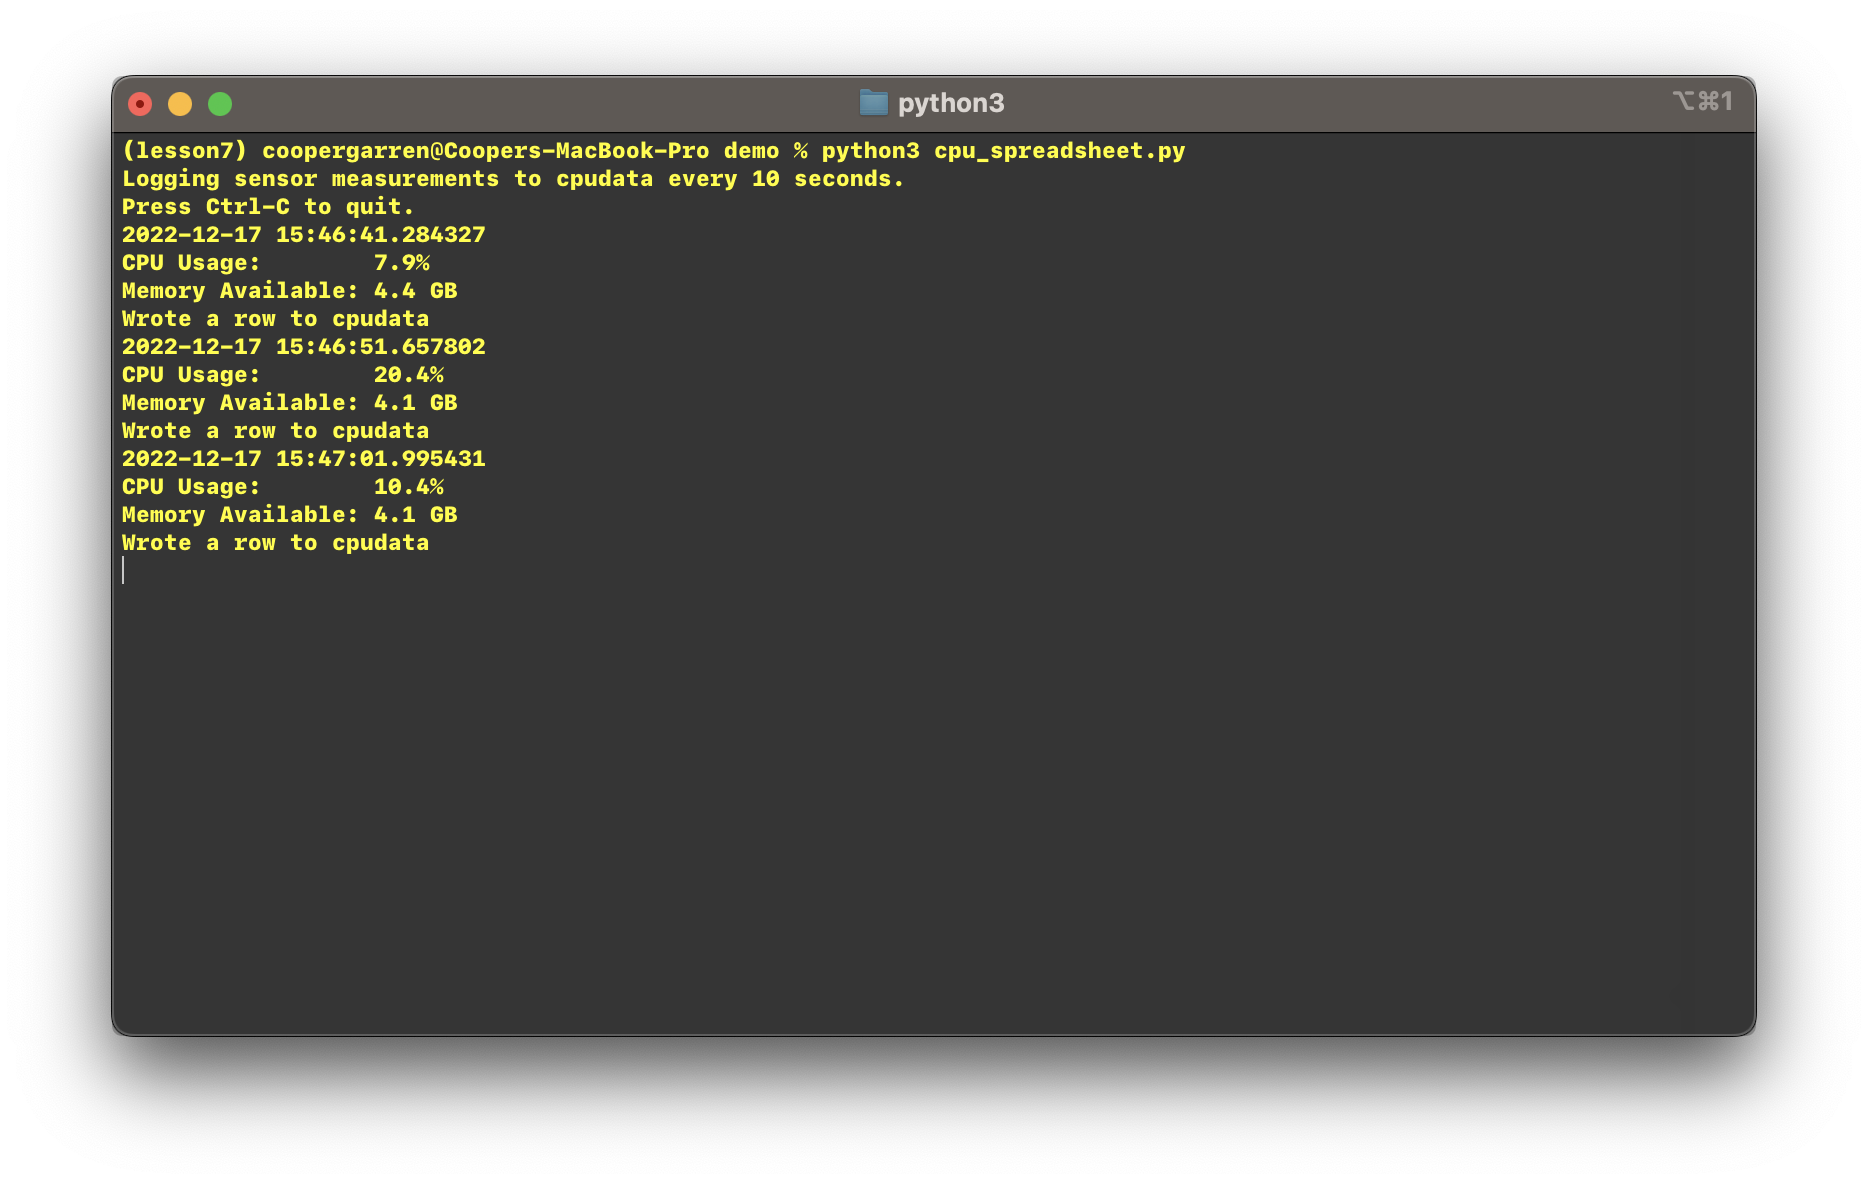 python3
⌥⌘1
(lesson7) coopergarren@Coopers-MacBook-Pro demo % python3 cpu_spreadsheet.py
Logging sensor measurements to cpudata every 10 seconds.
Press Ctrl-C to quit.
2022-12-17 15:46:41.284327
CPU Usage:        7.9%
Memory Available: 4.4 GB
Wrote a row to cpudata
2022-12-17 15:46:51.657802
CPU Usage:        20.4%
Memory Available: 4.1 GB
Wrote a row to cpudata
2022-12-17 15:47:01.995431
CPU Usage:        10.4%
Memory Available: 4.1 GB
Wrote a row to cpudata